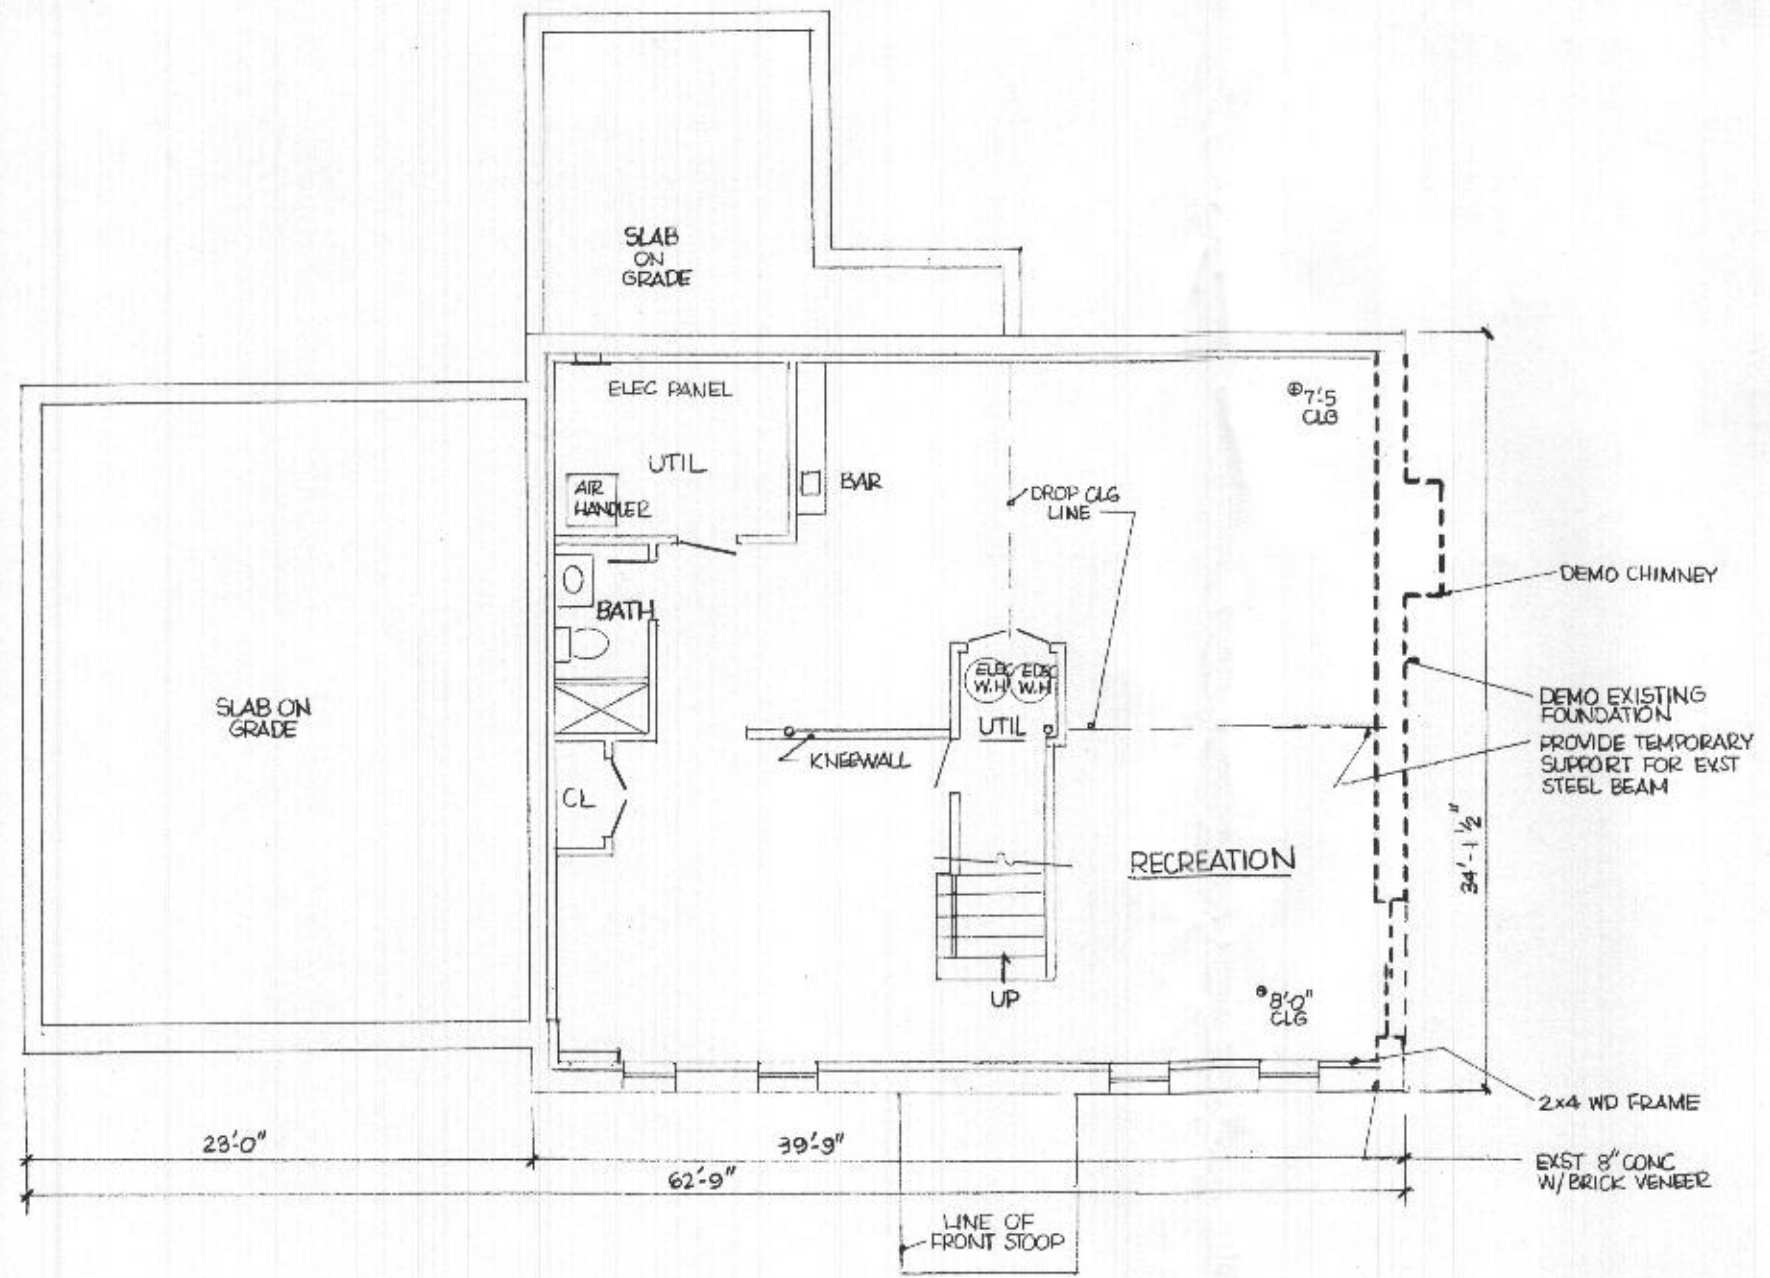 SLAB
ON
GRADE
ELEC PANEL
UTIL
AIR
HANDLER
BAR
7'-5
CLG
DROP CLG
LINE
BATH
ELEC
W.H
ELEC
W.H
UTIL
KNEEWALL
CL
SLAB ON
GRADE
DEMO CHIMNEY
DEMO EXISTING
FOUNDATION
PROVIDE TEMPORARY
SUPPORT FOR EXST
STEEL BEAM
34'-1 1/2"
RECREATION
UP
8'-0"
CLG
2x4 WD FRAME
EXST 8" CONC
W/BRICK VENEER
23'-0"
39'-9"
62'-9"
LINE OF
FRONT STOOP